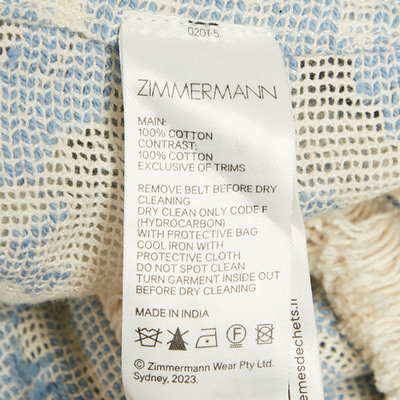 020T-5
ZIMMERMANN
MAIN:
100% COTTON
CONTRAST:
100% COTTON
EXCLUSIVE OF TRIMS
REMOVE BELT BEFORE DRY
CLEANING
DRY CLEAN ONLY CODE F
(HYDROCARBON)
WITH PROTECTIVE BAG
COOL IRON WITH
PROTECTIVE CLOTH
DO NOT SPOT CLEAN
TURN GARMENT INSIDE OUT
BEFORE DRY CLEANING
MADE IN INDIA
F
© Zimmermann Wear Pty Ltd.
Sydney, 2023.
emesdechets.